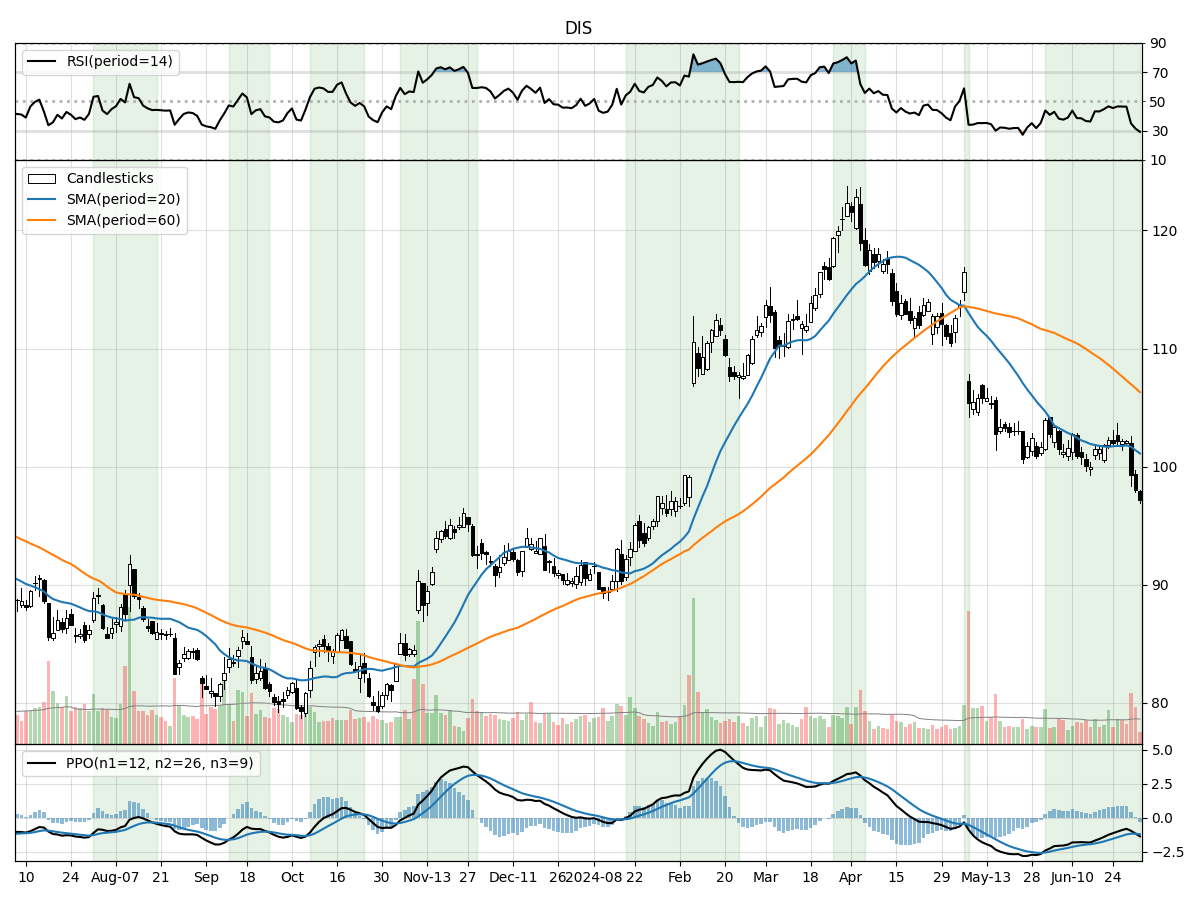 DIS
RSI(period=14)
90
70
50
30
10
Candlesticks
SMA(period=20)
SMA(period=60)
120
110
100
90
80
PPO(n1=12, n2=26, n3=9)
5.0
2.5
0.0
−2.5
10 24 Aug-07 21 Sep 18 Oct 16 30 Nov-13 27 Dec-11 26 2024-08 22 Feb 20 Mar 18 Apr 15 29 May-13 28 Jun-10 24